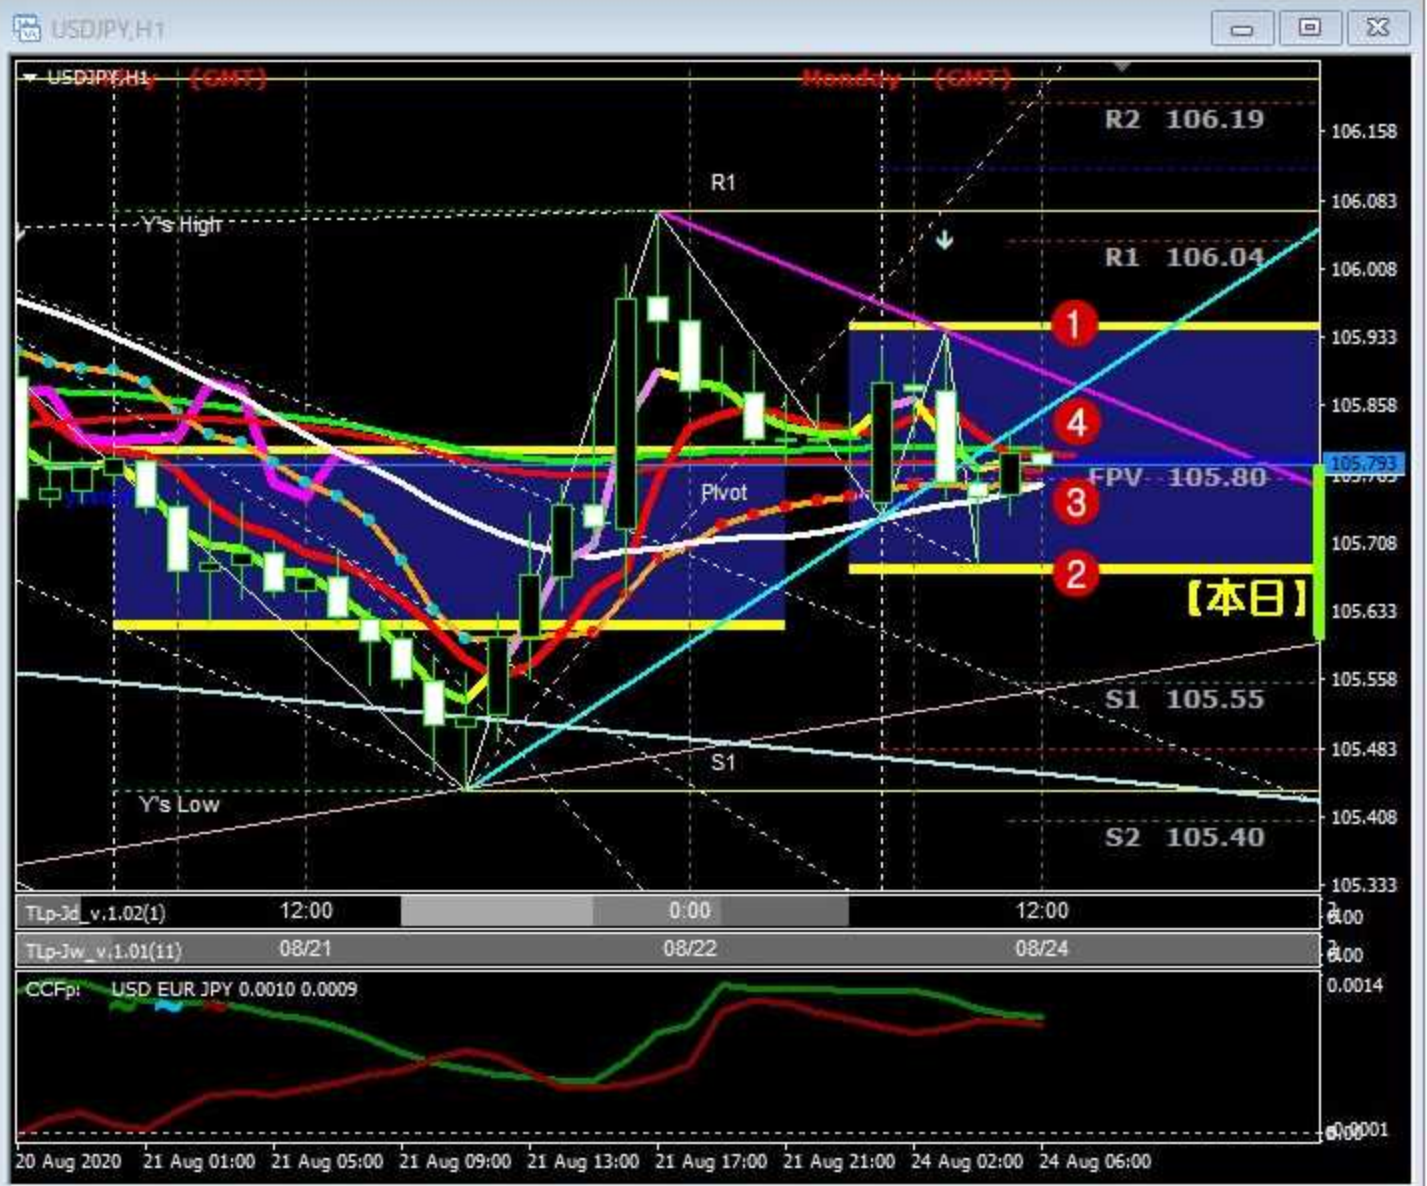 USDJPY,H1
USDJPY,H1
(GMT)
Monday (GMT)
R2 106.19
106.158
R1
106.083
Y's High
R1 106.04
106.008
1
105.933
4
105.858
105.793
FPV 105.80
Pivot
3
105.708
2
【本日】
105.633
105.558
S1 105.55
105.483
S1
Y's Low
105.408
S2 105.40
105.333
TLp-Jd_v.1.02(1) 12:00 0:00 12:00
TLp-Jw_v.1.01(11) 08/21 08/22 08/24
CCFp: USD EUR JPY 0.0010 0.0009
0.0014
20 Aug 2020 21 Aug 01:00 21 Aug 05:00 21 Aug 09:00 21 Aug 13:00 21 Aug 17:00 21 Aug 21:00 24 Aug 02:00 24 Aug 06:00